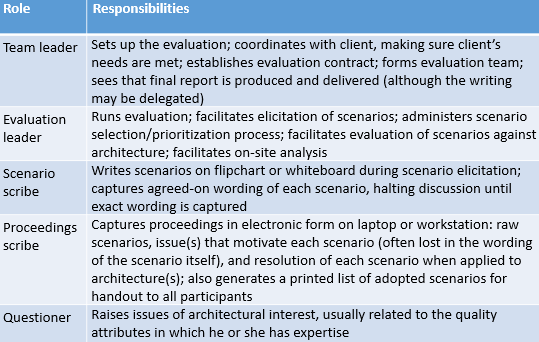 Role Responsibilities
Team leader Sets up the evaluation; coordinates with client, making sure client's
needs are met; establishes evaluation contract; forms evaluation team;
sees that final report is produced and delivered (although the writing
may be delegated)
Evaluation Runs evaluation; facilitates elicitation of scenarios; administers scenario
leader selection/prioritization process; facilitates evaluation of scenarios against
architecture; facilitates on-site analysis
Scenario Writes scenarios on flipchart or whiteboard during scenario elicitation;
scribe captures agreed-on wording of each scenario, halting discussion until
exact wording is captured
Proceedings Captures proceedings in electronic form on laptop or workstation: raw
scribe scenarios, issue(s) that motivate each scenario (often lost in the wording
of the scenario itself), and resolution of each scenario when applied to
architecture(s); also generates a printed list of adopted scenarios for
handout to all participants
Questioner Raises issues of architectural interest, usually related to the quality
attributes in which he or she has expertise